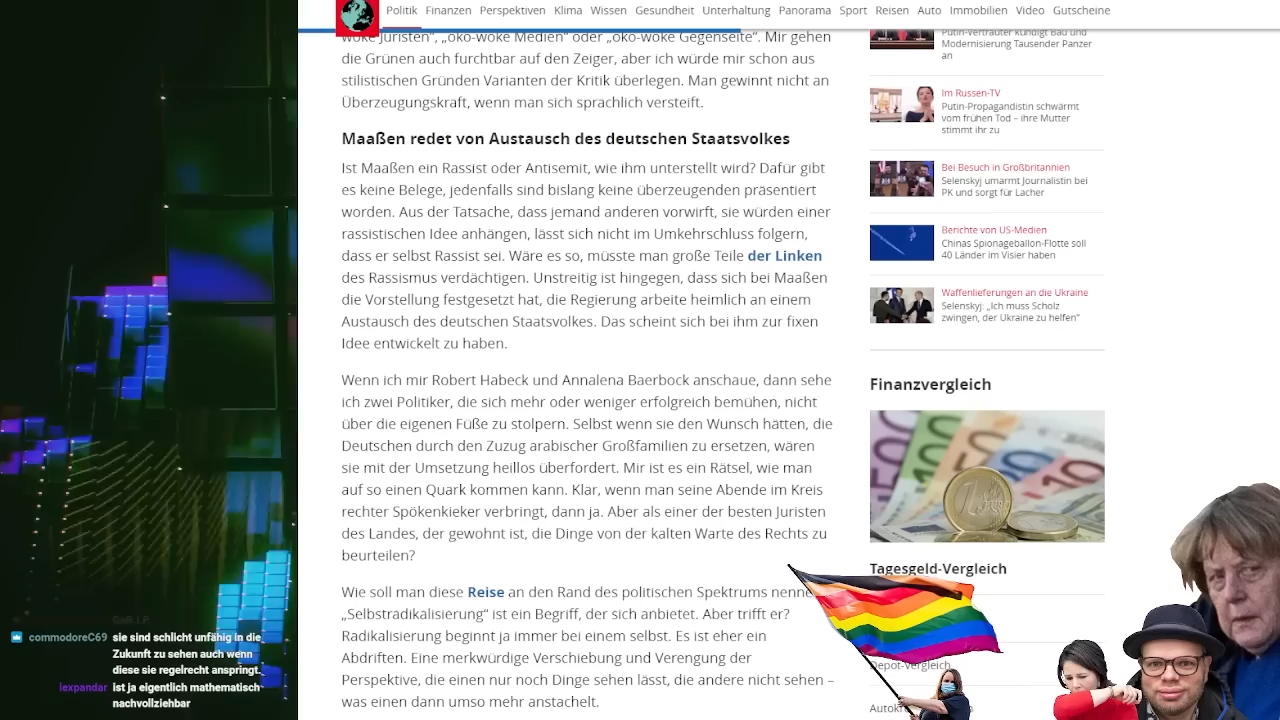 Politik Finanzen Perspektiven Klima Wissen Gesundheit Unterhaltung Panorama Sport Reisen Auto Immobilien Video Gutscheine
woke Juristen“, „öko-woke Medien“ oder „öko-woke Gegenseite“. Mir gehen
die Grünen auch furchtbar auf den Zeiger, aber ich würde mir schon aus
stilistischen Gründen Varianten der Kritik überlegen. Man gewinnt nicht an
Überzeugungskraft, wenn man sich sprachlich versteift.
Maaßen redet von Austausch des deutschen Staatsvolkes
Ist Maaßen ein Rassist oder Antisemit, wie ihm unterstellt wird? Dafür gibt
es keine Belege, jedenfalls sind bislang keine überzeugenden präsentiert
worden. Aus der Tatsache, dass jemand anderen vorwirft, sie würden einer
rassistischen Idee anhängen, lässt sich nicht im Umkehrschluss folgern,
dass er selbst Rassist sei. Wäre es so, müsste man große Teile der Linken
des Rassismus verdächtigen. Unstreitig ist hingegen, dass sich bei Maaßen
die Vorstellung festgesetzt hat, die Regierung arbeite heimlich an einem
Austausch des deutschen Staatsvolkes. Das scheint sich bei ihm zur fixen
Idee entwickelt zu haben.
Wenn ich mir Robert Habeck und Annalena Baerbock anschaue, dann sehe
ich zwei Politiker, die sich mehr oder weniger erfolgreich bemühen, nicht
über die eigenen Füße zu stolpern. Selbst wenn sie den Wunsch hätten, die
Deutschen durch den Zuzug arabischer Großfamilien zu ersetzen, wären
sie mit der Umsetzung heillos überfordert. Mir ist es ein Rätsel, wie man
auf so einen Quark kommen kann. Klar, wenn man seine Abende im Kreis
rechter Spökenkieker verbringt, dann ja. Aber als einer der besten Juristen
des Landes, der gewohnt ist, die Dinge von der kalten Warte des Rechts zu
beurteilen?
Wie soll man diese Reise an den Rand des politischen Spektrums nenne
„Selbstradikalisierung“ ist ein Begriff, der sich anbietet. Aber trifft er?
Radikalisierung beginnt ja immer bei einem selbst. Es ist eher ein
Abdriften. Eine merkwürdige Verschiebung und Verengung der
Perspektive, die einen nur noch Dinge sehen lässt, die andere nicht sehen –
was einen dann umso mehr anstachelt.
Putin-Vertrauter kündigt Bau und
Modernisierung Tausender Panzer
an
Im Russen-TV
Putin-Propagandistin schwärmt
vom frühen Tod – ihre Mutter
stimmt ihr zu
Bei Besuch in Großbritannien
Selenskyj umarmt Journalistin bei
PK und sorgt für Lacher
Berichte von US-Medien
Chinas Spionageballon-Flotte soll
40 Länder im Visier haben
Waffenlieferungen an die Ukraine
Selenskyj: „Ich muss Scholz
zwingen, der Ukraine zu helfen“
Finanzvergleich
Tagesgeld-Vergleich
Depot-Vergleich
commodoreC69 sie sind schlicht unfähig in die
Zukunft zu sehen auch wenn
diese sie regelrecht anspringt.
lexpandar ist ja eigentlich mathematisch
nachvollziehbar